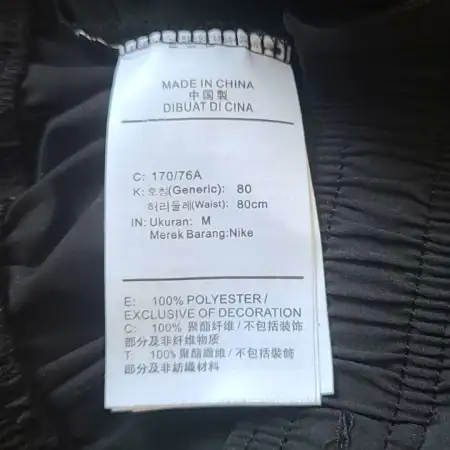 MADE IN CHINA
中国製
DIBUAT DI CINA
C: 170/76A
K: 호칭(Generic): 80
허리둘레(Waist): 80cm
IN: Ukuran: M
Merek Barang:Nike
E: 100% POLYESTER /
EXCLUSIVE OF DECORATION
C: 100% 聚酯纤维 / 不包括装饰
部分及非纤维物质
T: 100% 聚酯纖維 / 不包括裝飾
部分及非紡織材料